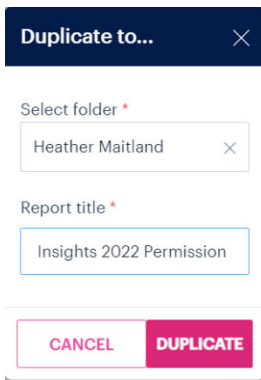 Duplicate to...
Select folder *
Heather Maitland
Report title *
Insights 2022 Permission
CANCEL
DUPLICATE